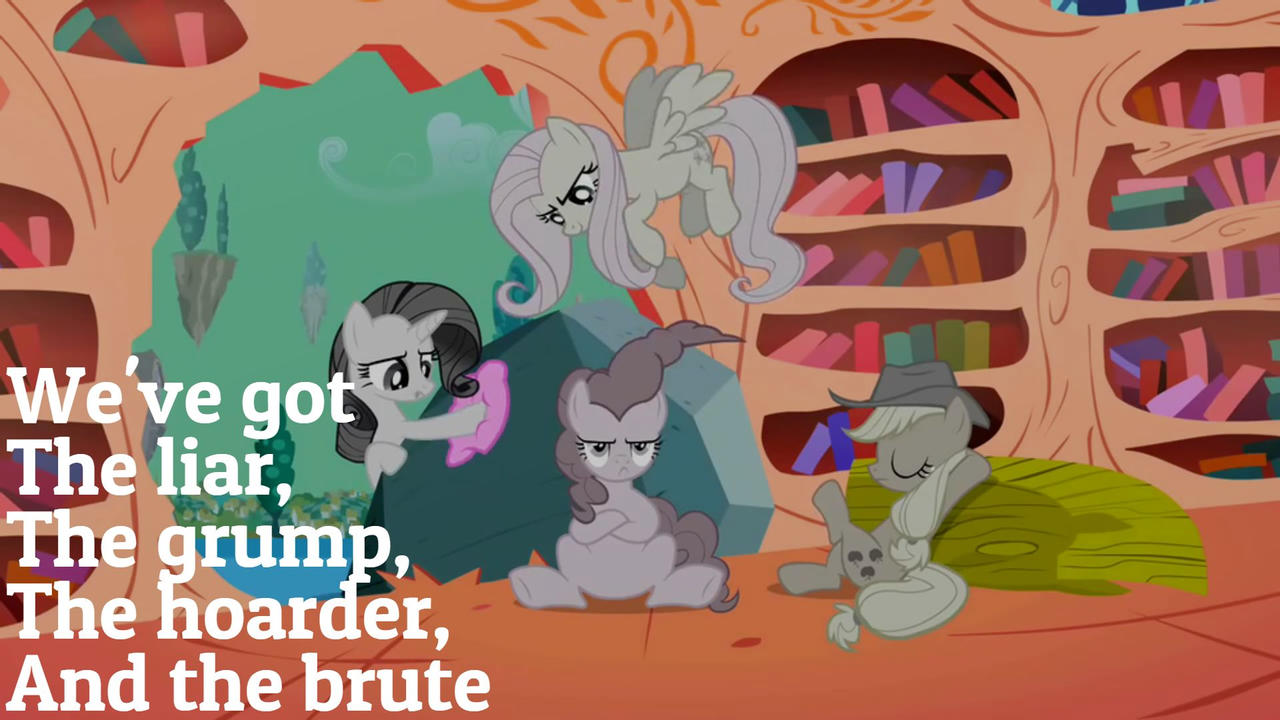 We've got
The liar,
The grump,
The hoarder,
And the brute